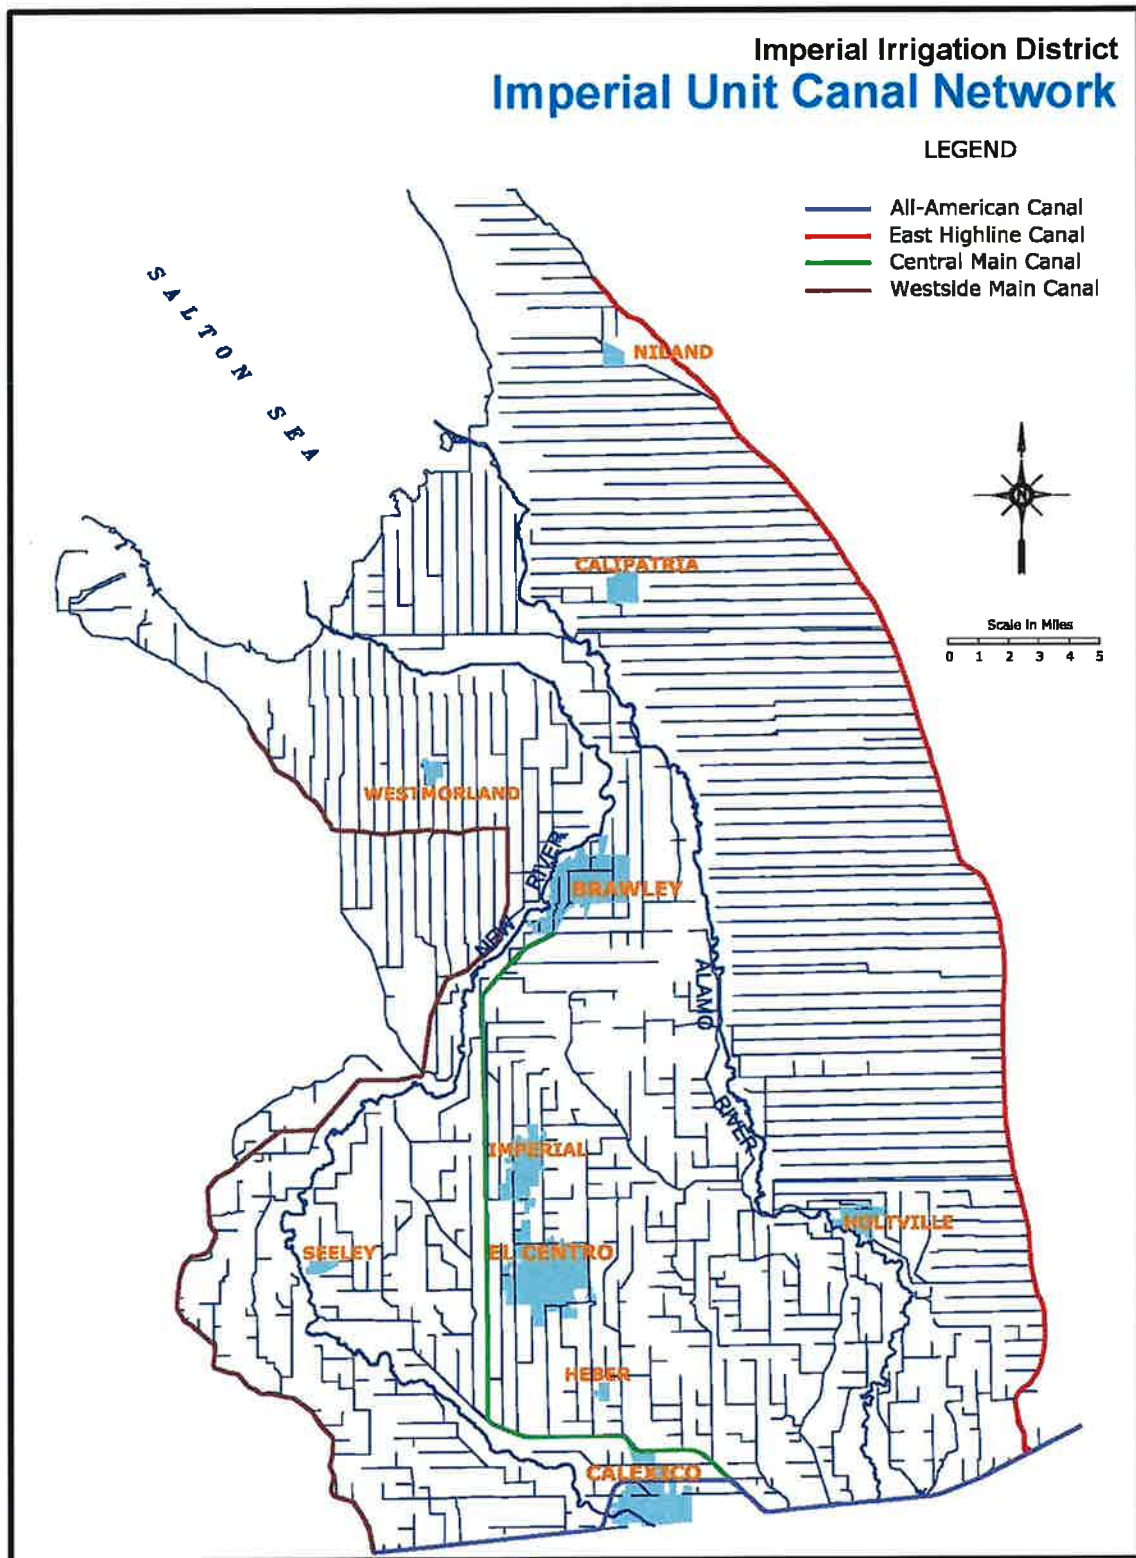 Imperial Irrigation District
Imperial Unit Canal Network
LEGEND
All-American Canal
East Highline Canal
Central Main Canal
Westside Main Canal
SALTON SEA
NILAND
N
CALIPATRIA
Scale in Miles
0 1 2 3 4 5
WESTMORLAND
NEW RIVER
BRAWLEY
ALAMO RIVER
IMPERIAL
HOLTVILLE
SEELEY
EL CENTRO
HEBER
CALEXICO